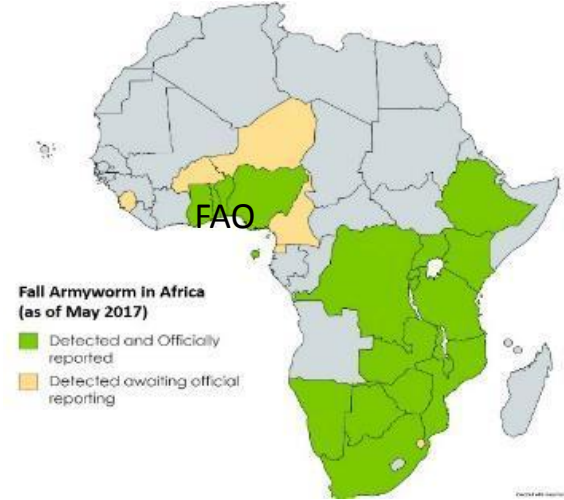 FAO
Fall Armyworm in Africa
(as of May 2017)
Detected and Officially
reported
Detected awaiting official
reporting